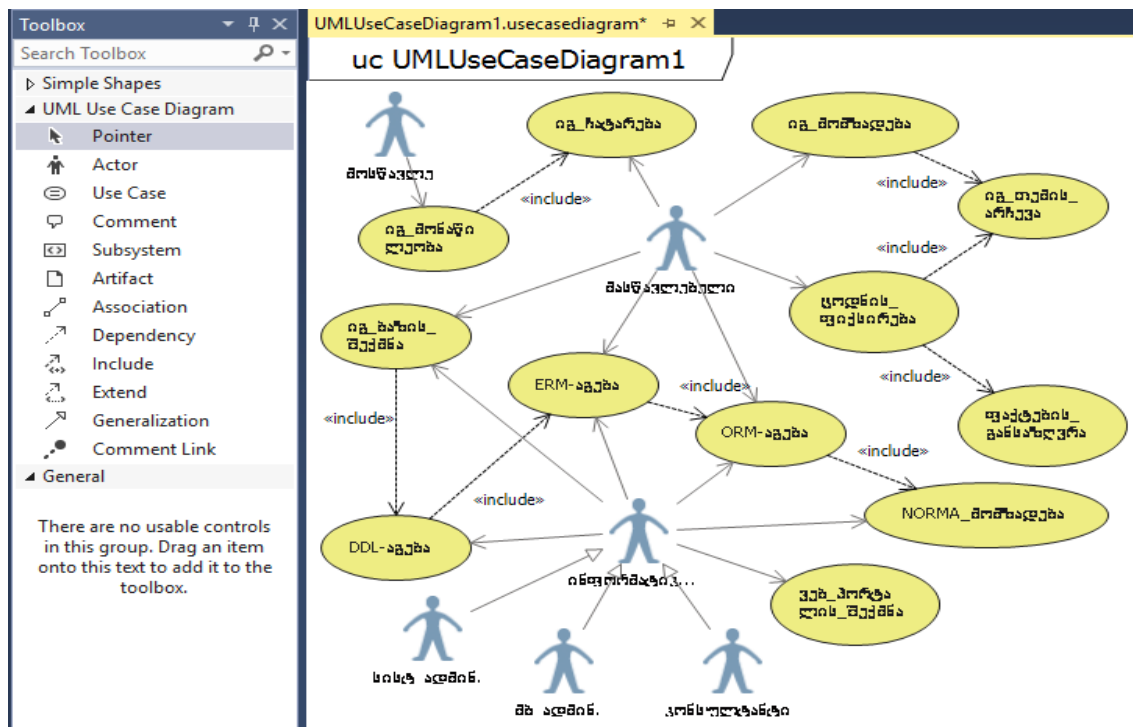 Toolbox
Search Toolbox
Simple Shapes
UML Use Case Diagram
Pointer
Actor
Use Case
Comment
Subsystem
Artifact
Association
Dependency
Include
Extend
Generalization
Comment Link
General
There are no usable controls
in this group. Drag an item
onto this text to add it to the
toolbox.
UMLUseCaseDiagram1.usecasediagram*
uc UMLUseCaseDiagram1
მოსწავლე
იგ_ჩატარება
იგ_მომზადება
«include»
«include»
იგ_თემის_
არჩევა
იგ_მონაწი
ლეობა
მასწავლებელი
«include»
ცოდნის_
ფიქსირება
იგ_ბაზის_
შექმნა
ERM-აგება
«include»
«include»
«include»
ORM-აგება
ფაქტების_
განსაზღვრა
«include»
«include»
NORMA_მომზადება
DDL-აგება
ინფორმატიკ...
ვებ_პორტა
ლის_შექმნა
სისტ ადმინ.
მბ ადმინ.
კონსულტანტი